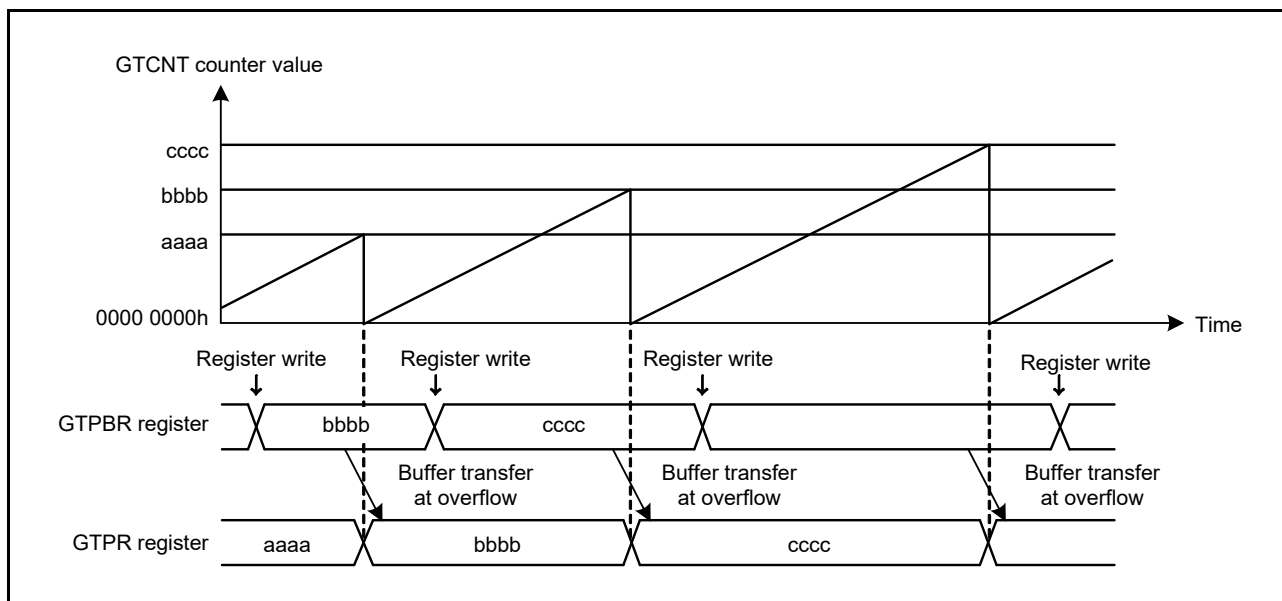 GTCNT counter value
cccc
bbbb
aaaa
0000 0000h
Time
Register write
Register write
Register write
Register write
GTPBR register
bbbb
cccc
Buffer transfer
at overflow
Buffer transfer
at overflow
Buffer transfer
at overflow
GTPR register
aaaa
bbbb
cccc